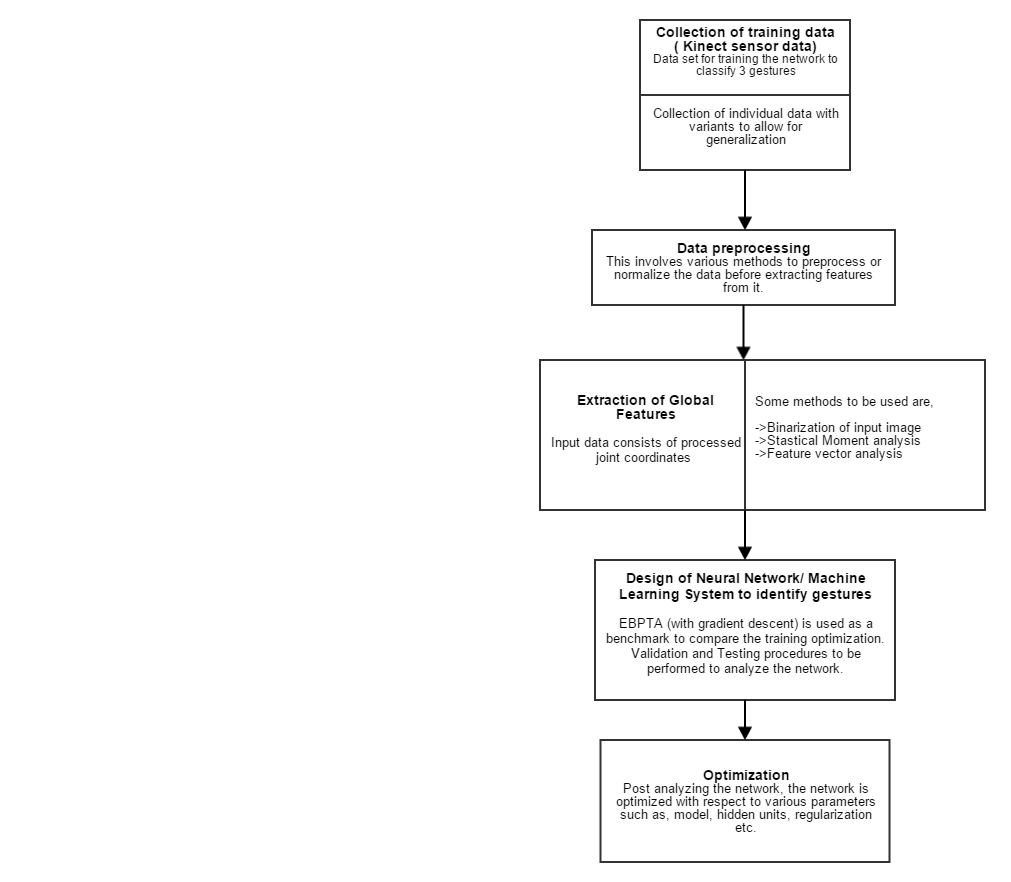 Collection of training data
( Kinect sensor data)
Data set for training the network to
classify 3 gestures
Collection of individual data with
variants to allow for
generalization
Data preprocessing
This involves various methods to preprocess or
normalize the data before extracting features
from it.
Extraction of Global
Features
Input data consists of processed
joint coordinates
Some methods to be used are,
->Binarization of input image
->Stastical Moment analysis
->Feature vector analysis
Design of Neural Network/ Machine
Learning System to identify gestures
EBPTA (with gradient descent) is used as a
benchmark to compare the training optimization.
Validation and Testing procedures to be
performed to analyze the network.
Optimization
Post analyzing the network, the network is
optimized with respect to various parameters
such as, model, hidden units, regularization
etc.